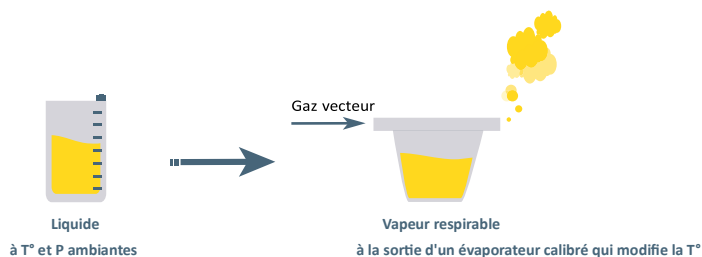 Gaz vecteur
Liquide
à T° et P ambiantes
Vapeur respirable
à la sortie d'un évaporateur calibré qui modifie la T°